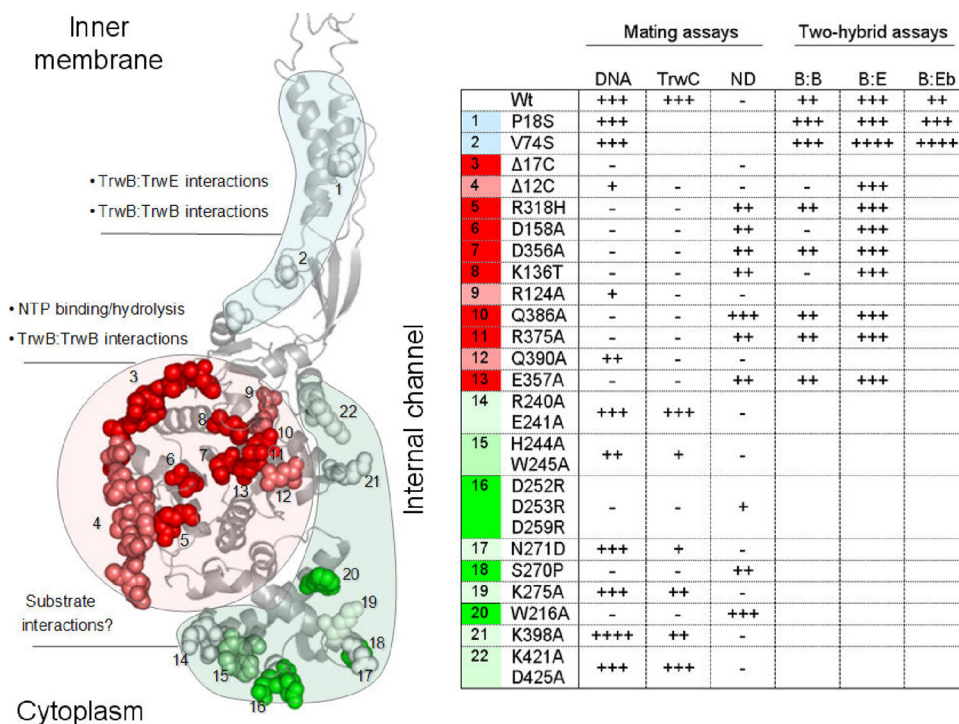 Inner
membrane
• TrwB:TrwE interactions
• TrwB:TrwB interactions
• NTP binding/hydrolysis
• TrwB:TrwB interactions
Substrate
interactions?
Cytoplasm
Internal channel
1
2
3
4
5
6
7
8
9
10
11
12
13
14
15
16
17
18
19
20
21
22
Mating assays Two-hybrid assays
DNA TrwC ND B:B B:E B:Eb
Wt +++ +++ - ++ +++ ++
1 P18S +++ +++ +++ +++
2 V74S +++ +++ ++++ ++++
3 Δ17C - -
4 Δ12C + - - - +++
5 R318H - - ++ ++ +++
6 D158A - - ++ - +++
7 D356A - - ++ ++ +++
8 K136T - - ++ - +++
9 R124A + - -
10 Q386A - - +++ ++ +++
11 R375A - - ++ ++ +++
12 Q390A ++ - -
13 E357A - - ++ ++ +++
14 R240A
E241A +++ +++ -
15 H244A
W245A ++ + -
16 D252R
D253R - - +
D259R
17 N271D +++ + -
18 S270P - - ++
19 K275A +++ ++ -
20 W216A - - +++
21 K398A ++++ ++ -
22 K421A
D425A +++ +++ -